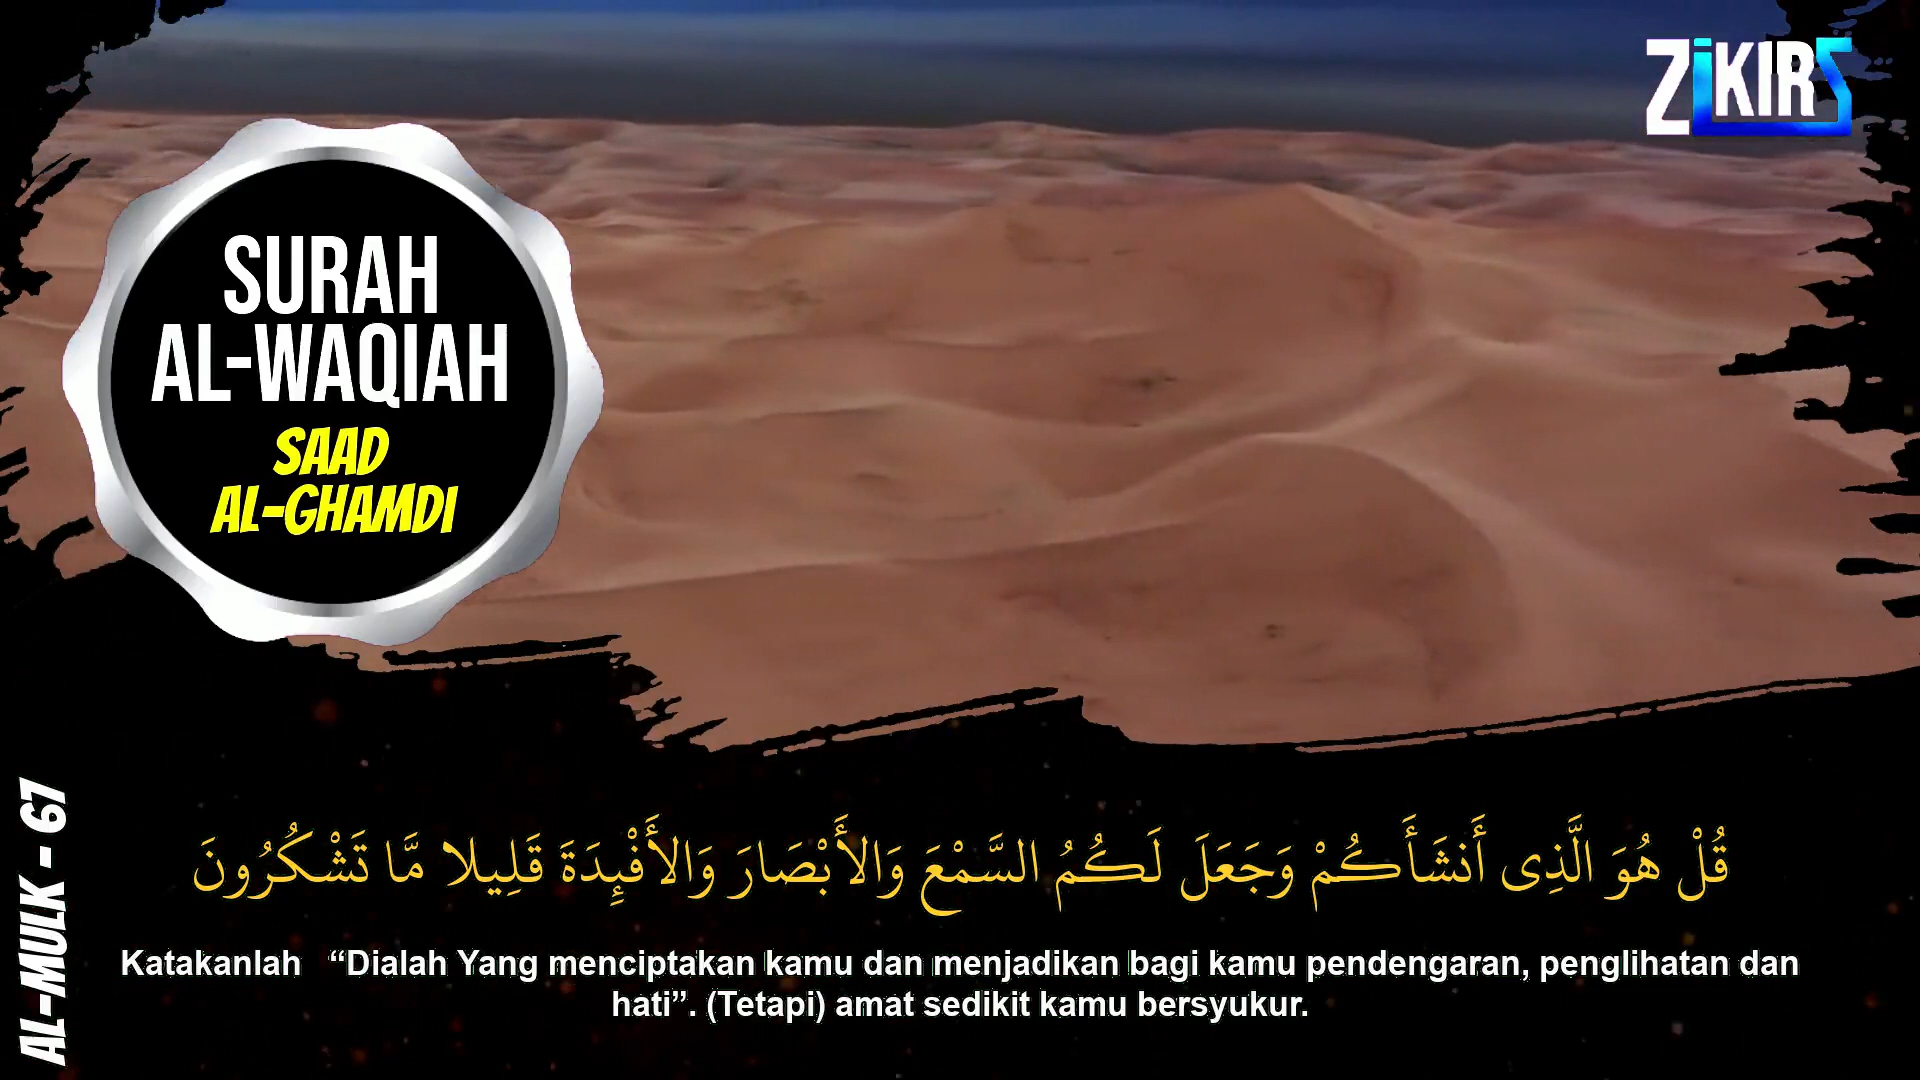 ZiKIRS
SURAH
AL-WAQIAH
SAAD
AL-GHAMDI
AL-MULK - 67
قُلْ هُوَ الَّذِى أَنشَأَكُمْ وَجَعَلَ لَكُمُ السَّمْعَ وَالأَبْصَارَ وَالأَفْئِدَةَ قَلِيلا مَّا تَشْكُرُونَ
Katakanlah “Dialah Yang menciptakan kamu dan menjadikan bagi kamu pendengaran, penglihatan dan
hati”. (Tetapi) amat sedikit kamu bersyukur.